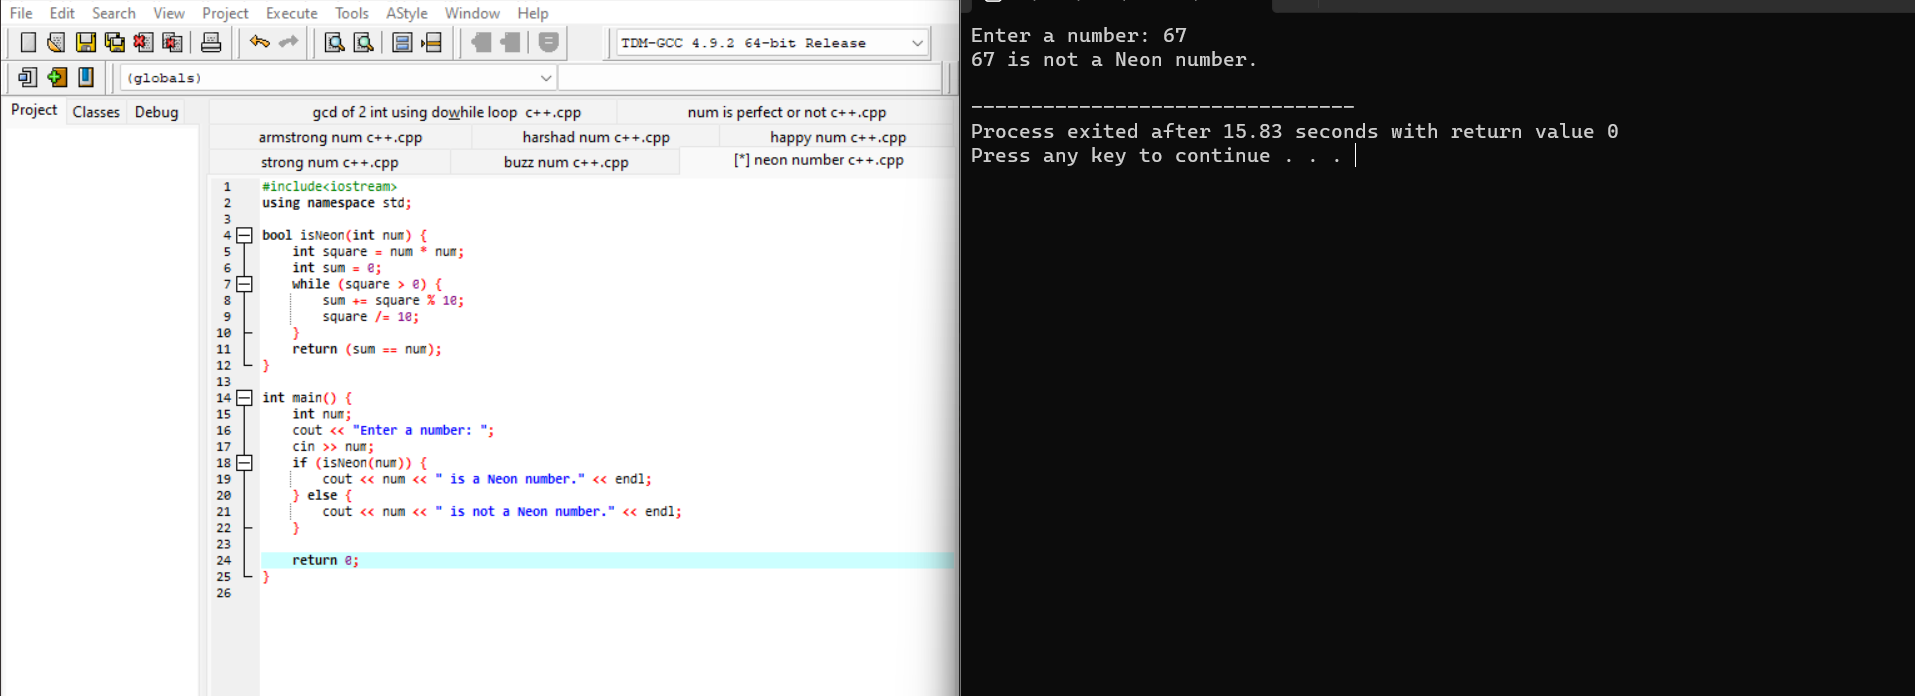 File Edit Search View Project Execute Tools AStyle Window Help
TDM-GCC 4.9.2 64-bit Release
(globals)
Project Classes Debug
gcd of 2 int using dowhile loop c++.cpp num is perfect or not c++.cpp
armstrong num c++.cpp harshad num c++.cpp happy num c++.cpp
strong num c++.cpp buzz num c++.cpp [*] neon number c++.cpp
1 #include<iostream>
2 using namespace std;
3
4 bool isNeon(int num) {
5 int square = num * num;
6 int sum = 0;
7 while (square > 0) {
8 sum += square % 10;
9 square /= 10;
10 }
11 return (sum == num);
12 }
13
14 int main() {
15 int num;
16 cout << "Enter a number: ";
17 cin >> num;
18 if (isNeon(num)) {
19 cout << num << " is a Neon number." << endl;
20 } else {
21 cout << num << " is not a Neon number." << endl;
22 }
23
24 return 0;
25 }
26
Enter a number: 67
67 is not a Neon number.
--------------------------------
Process exited after 15.83 seconds with return value 0
Press any key to continue . . .